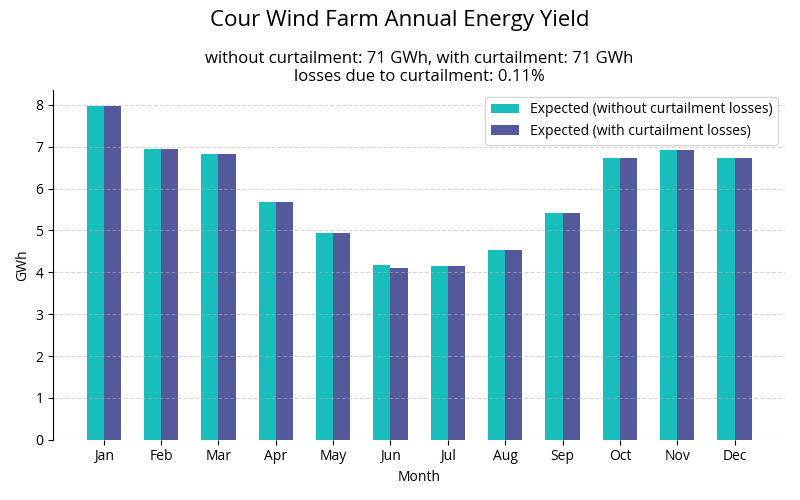 Cour Wind Farm Annual Energy Yield
without curtailment: 71 GWh, with curtailment: 71 GWh
losses due to curtailment: 0.11%
Expected (without curtailment losses)
Expected (with curtailment losses)
8
7
6
5
4
3
2
1
0
GWh
Jan Feb Mar Apr May Jun Jul Aug Sep Oct Nov Dec
Month